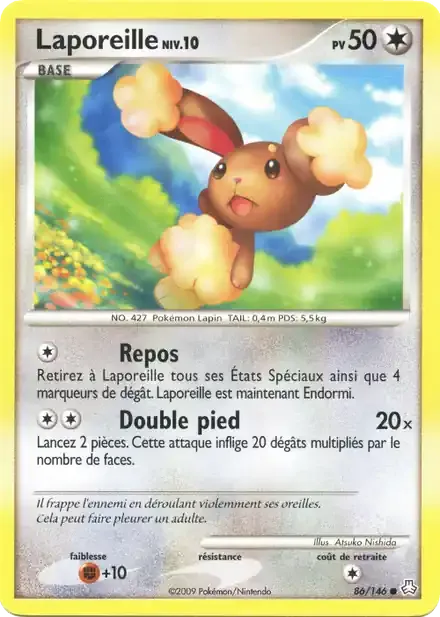 Laporeille NIV.10 PV 50
BASE
NO. 427 Pokémon Lapin TAIL: 0,4m PDS: 5,5kg
Repos
Retirez à Laporeille tous ses États Spéciaux ainsi que 4
marqueurs de dégât. Laporeille est maintenant Endormi.
Double pied 20x
Lancez 2 pièces. Cette attaque inflige 20 dégâts multipliés par le
nombre de faces.
Il frappe l'ennemi en déroulant violemment ses oreilles.
Cela peut faire pleurer un adulte.
Illus. Atsuko Nishida
faiblesse résistance coût de retraite
+10
©2009 Pokémon/Nintendo 86/146